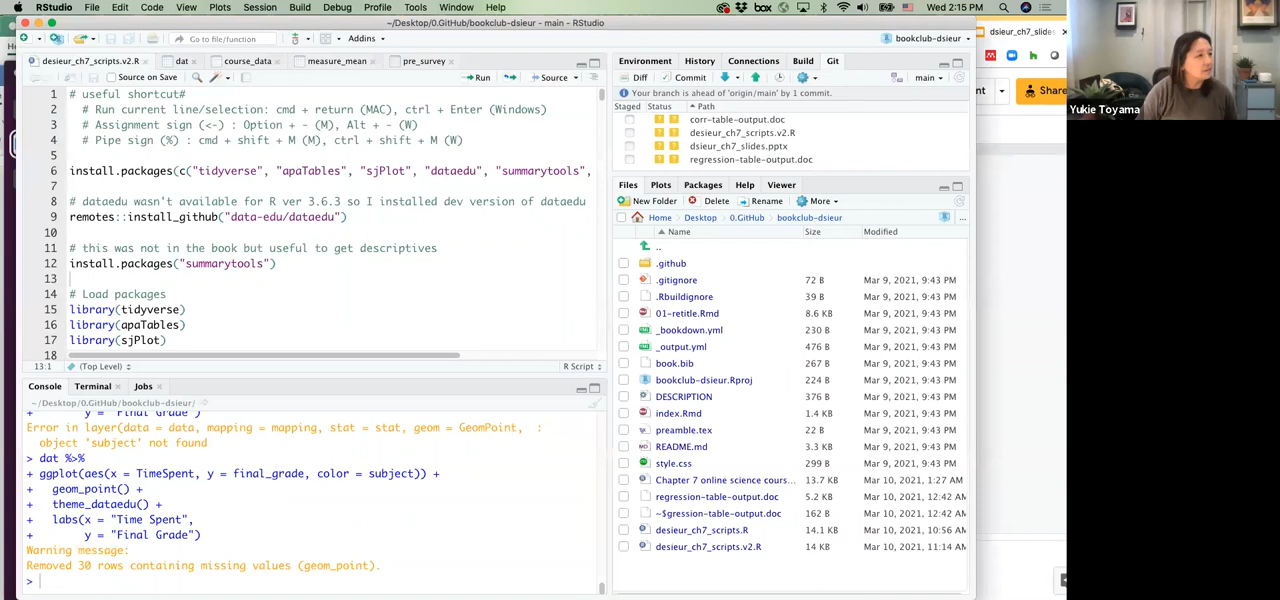 RStudio File Edit Code View Plots Session Build Debug Profile Tools Window Help box Wed 2:15 PM
~/Desktop/0.GitHub/bookclub-dsieur - main - RStudio
Go to file/function Addins bookclub-dsieur
desieur_ch7_scripts.v2.R dat course_data measure_mean pre_survey
Source on Save Run Source
1 # useful shortcut#
2 # Run current line/selection: cmd + return (MAC), ctrl + Enter (Windows)
3 # Assignment sign (<-) : Option + - (M), Alt + - (W)
4 # Pipe sign (%) : cmd + shift + M (M), ctrl + shift + M (W)
5
6 install.packages(c("tidyverse", "apaTables", "sjPlot", "dataedu", "summarytools",
7
8 # dataedu wasn't available for R ver 3.6.3 so I installed dev version of dataedu
9 remotes::install_github("data-edu/dataedu")
10
11 # this was not in the book but useful to get descriptives
12 install.packages("summarytools")
13
14 # Load packages
15 library(tidyverse)
16 library(apaTables)
17 library(sjPlot)
18
13:1 (Top Level) R Script
Console Terminal Jobs
~/Desktop/0.GitHub/bookclub-dsieur/
+ y = "Final Grade")
Error in layer(data = data, mapping = mapping, stat = stat, geom = GeomPoint, :
object 'subject' not found
> dat %>%
+ ggplot(aes(x = TimeSpent, y = final_grade, color = subject)) +
+ geom_point() +
+ theme_dataedu() +
+ labs(x = "Time Spent",
+ y = "Final Grade")
Warning message:
Removed 30 rows containing missing values (geom_point).
>
Environment History Connections Build Git
Diff Commit main
Your branch is ahead of 'origin/main' by 1 commit.
Staged Status Path
corr-table-output.doc
desieur_ch7_scripts.v2.R
desieur_ch7_slides.pptx
regression-table-output.doc
Files Plots Packages Help Viewer
New Folder Delete Rename More
Home Desktop 0.GitHub bookclub-dsieur
Name Size Modified
..
.github
.gitignore 72 B Mar 9, 2021, 9:43 PM
.Rbuildignore 39 B Mar 9, 2021, 9:43 PM
01-retitle.Rmd 8.6 KB Mar 9, 2021, 9:43 PM
_bookdown.yml 230 B Mar 9, 2021, 9:43 PM
_output.yml 476 B Mar 9, 2021, 9:43 PM
book.bib 267 B Mar 9, 2021, 9:43 PM
bookclub-dsieur.Rproj 224 B Mar 9, 2021, 9:43 PM
DESCRIPTION 376 B Mar 9, 2021, 9:43 PM
index.Rmd 1.4 KB Mar 9, 2021, 9:43 PM
preamble.tex 22 B Mar 9, 2021, 9:43 PM
README.md 3.3 KB Mar 9, 2021, 9:43 PM
style.css 299 B Mar 9, 2021, 9:43 PM
Chapter 7 online science cours... 13.7 KB Mar 10, 2021, 1:27 AM
regression-table-output.doc 5.2 KB Mar 10, 2021, 12:42 AM
~$gression-table-output.doc 162 B Mar 10, 2021, 12:42 AM
desieur_ch7_scripts.R 14.1 KB Mar 10, 2021, 10:56 AM
desieur_ch7_scripts.v2.R 14 KB Mar 10, 2021, 11:14 AM
dsieur_ch7_slides
Share
Yukie Toyama